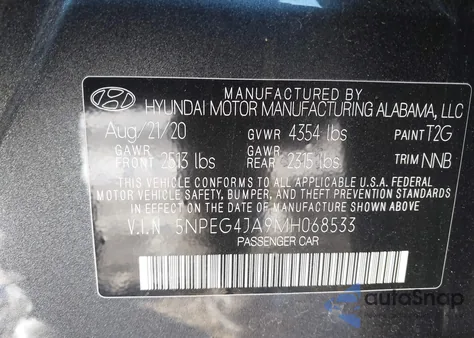 MANUFACTURED BY
HYUNDAI MOTOR MANUFACTURING ALABAMA, LLC
Aug/21/20 GVWR 4354 lbs PAINT T2G
GAWR FRONT 2513 lbs GAWR REAR 2315 lbs TRIM NNB
THIS VEHICLE CONFORMS TO ALL APPLICABLE U.S.A. FEDERAL
MOTOR VEHICLE SAFETY, BUMPER, AND THEFT PREVENTION STANDARDS
IN EFFECT ON THE DATE OF MANUFACTURE SHOWN ABOVE.
V.I.N 5NPEG4JA9MH068533
PASSENGER CAR
autoSnap